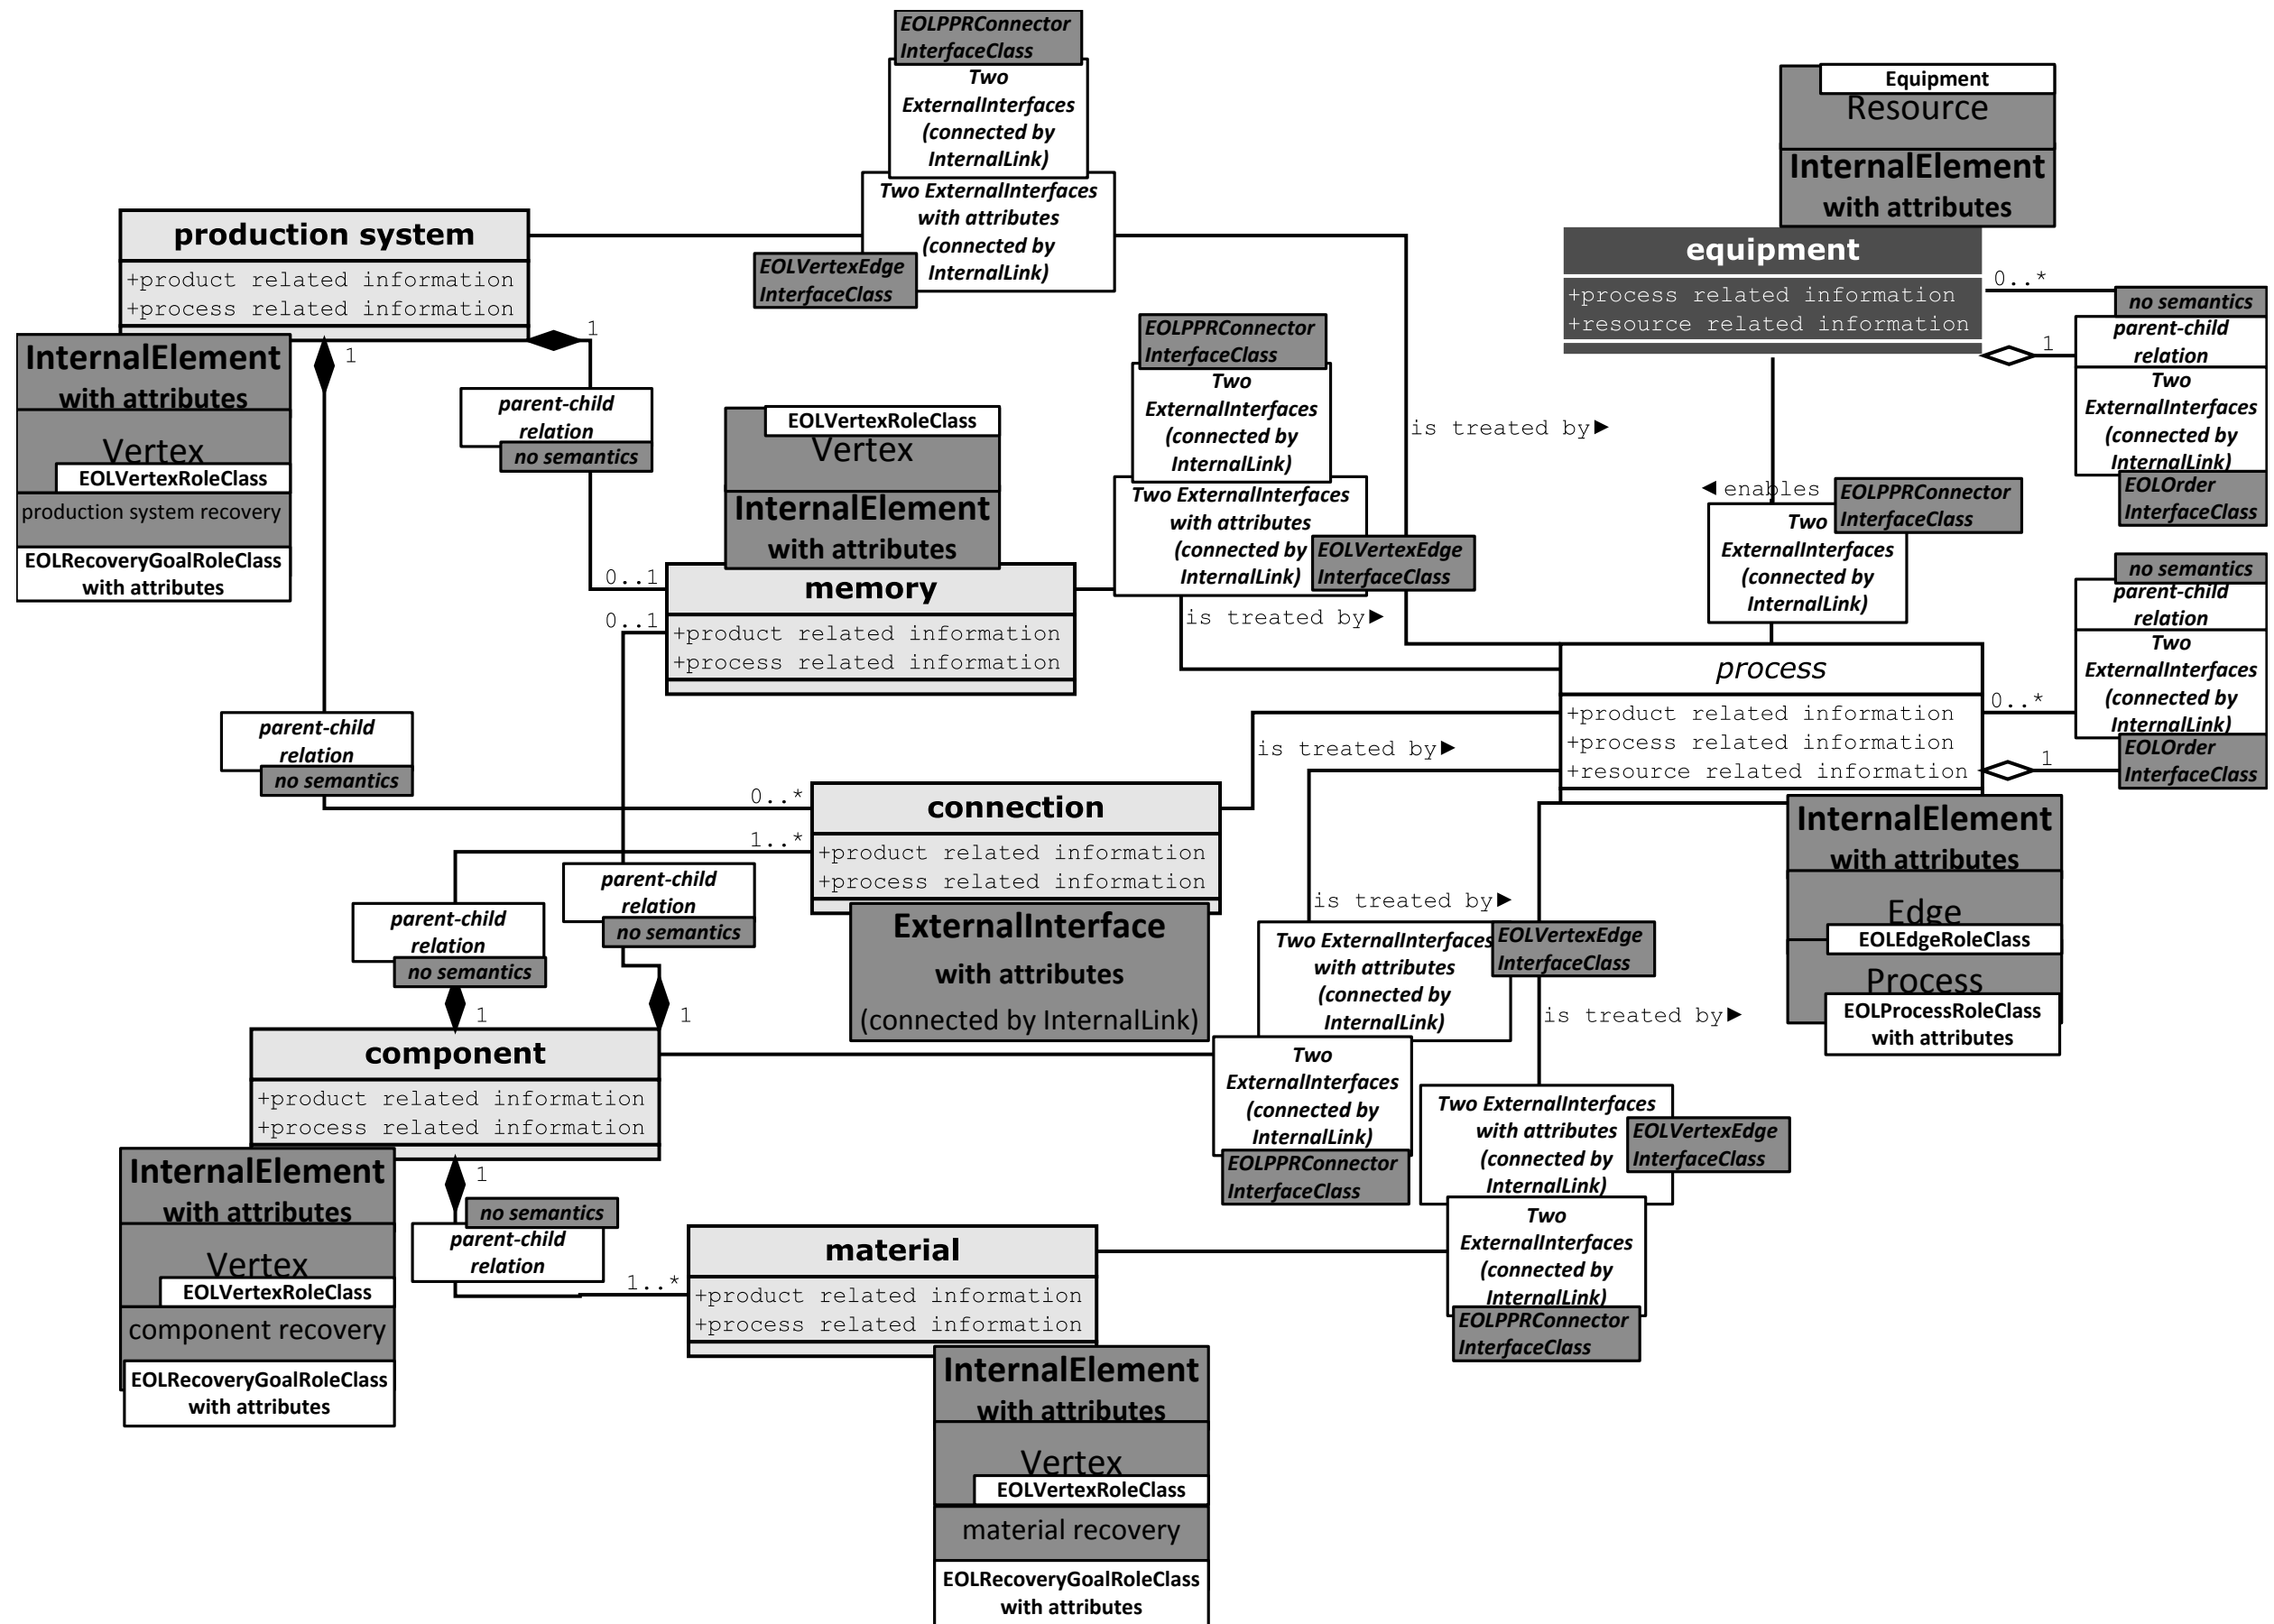 EOLPPRConnector
InterfaceClass
Two
ExternalInterfaces
(connected by
InternalLink)
Two ExternalInterfaces
with attributes
(connected by
InternalLink)
EOLVertexEdge
InterfaceClass
Equipment
Resource
InternalElement
with attributes
production system
+product related information
+process related information
equipment
+process related information
+resource related information
0..*
1
no semantics
parent-child
relation
Two
ExternalInterfaces
(connected by
InternalLink)
EOLOrder
InterfaceClass
1
1
InternalElement
with attributes
Vertex
EOLVertexRoleClass
production system recovery
EOLRecoveryGoalRoleClass
with attributes
parent-child
relation
no semantics
EOLVertexRoleClass
Vertex
InternalElement
with attributes
EOLPPRConnector
InterfaceClass
Two
ExternalInterfaces
(connected by
InternalLink)
Two ExternalInterfaces
with attributes
(connected by
InternalLink)
EOLVertexEdge
InterfaceClass
is treated by►
◄enables
EOLPPRConnector
InterfaceClass
Two
ExternalInterfaces
(connected by
InternalLink)
0..1
0..1
memory
+product related information
+process related information
is treated by►
process
+product related information
+process related information
+resource related information
no semantics
parent-child
relation
Two
ExternalInterfaces
(connected by
InternalLink)
EOLOrder
InterfaceClass
0..*
1
parent-child
relation
no semantics
is treated by►
0..*
1..*
connection
+product related information
+process related information
ExternalInterface
with attributes
(connected by InternalLink)
InternalElement
with attributes
Edge
EOLEdgeRoleClass
Process
EOLProcessRoleClass
with attributes
parent-child
relation
no semantics
parent-child
relation
no semantics
1
1
is treated by►
Two ExternalInterfaces
with attributes
(connected by
InternalLink)
EOLVertexEdge
InterfaceClass
is treated by►
Two
ExternalInterfaces
(connected by
InternalLink)
EOLPPRConnector
InterfaceClass
component
+product related information
+process related information
Two ExternalInterfaces
with attributes
(connected by
InternalLink)
EOLVertexEdge
InterfaceClass
Two
ExternalInterfaces
(connected by
InternalLink)
EOLPPRConnector
InterfaceClass
InternalElement
with attributes
Vertex
EOLVertexRoleClass
component recovery
EOLRecoveryGoalRoleClass
with attributes
1
no semantics
parent-child
relation
1..*
material
+product related information
+process related information
InternalElement
with attributes
Vertex
EOLVertexRoleClass
material recovery
EOLRecoveryGoalRoleClass
with attributes